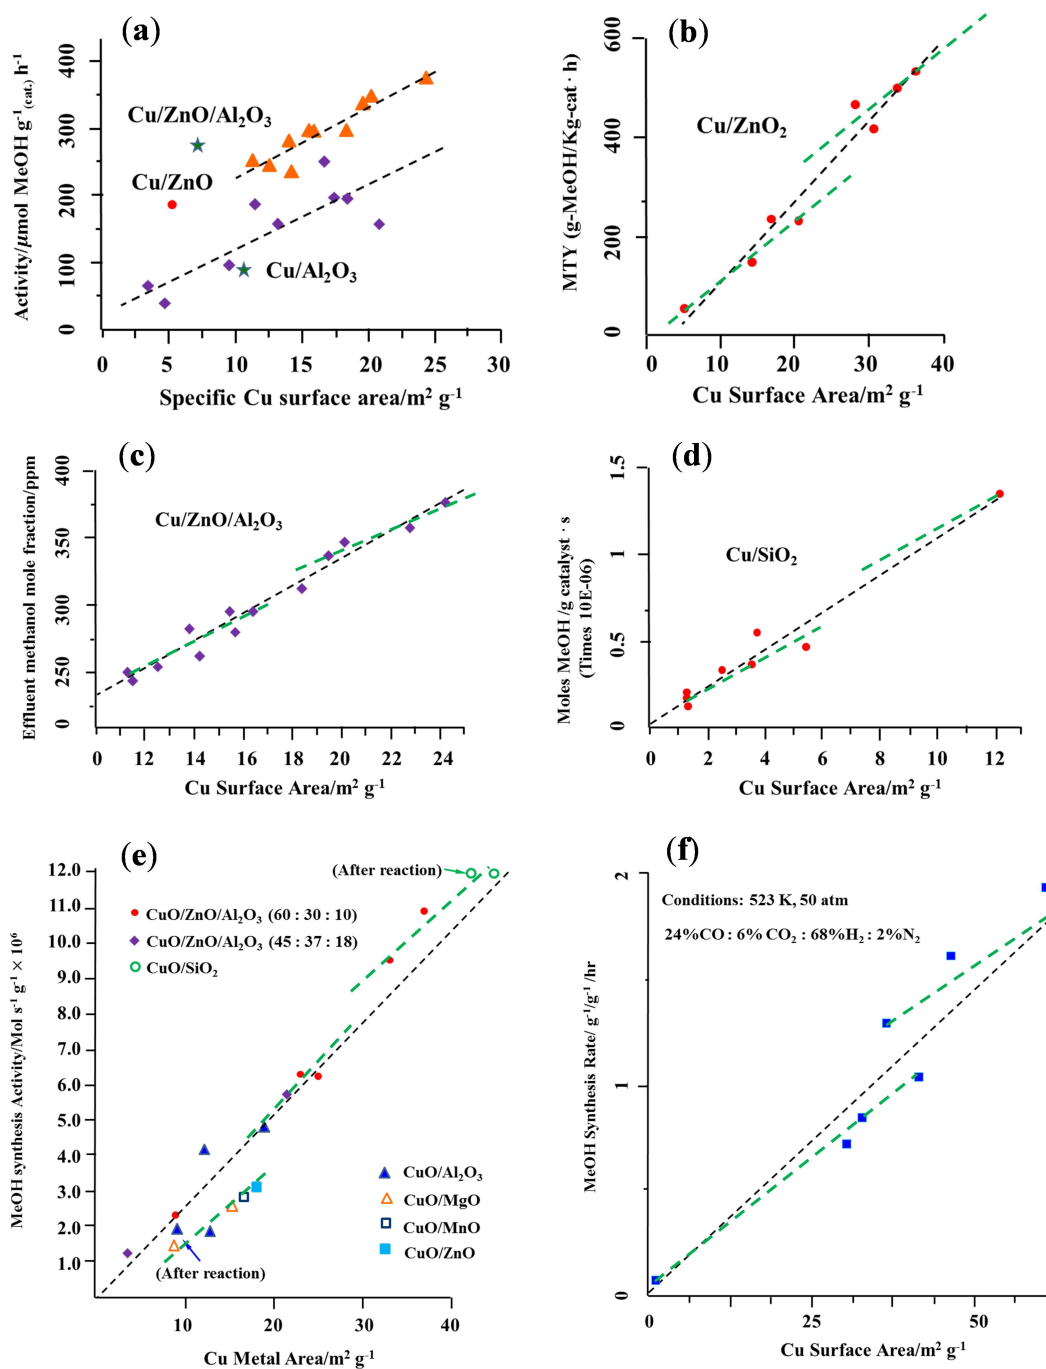 (a)
Activity/μmol MeOH g⁻¹(cat.) h⁻¹
400
300
200
100
0
Cu/ZnO/Al₂O₃
Cu/ZnO
Cu/Al₂O₃
0 5 10 15 20 25 30
Specific Cu surface area/m² g⁻¹
(b)
MTY (g-MeOH/Kg-cat · h)
600
400
200
0
Cu/ZnO₂
0 10 20 30 40
Cu Surface Area/m² g⁻¹
(c)
Effluent methanol mole fraction/ppm
400
350
300
250
0
Cu/ZnO/Al₂O₃
0 12 14 16 18 20 22 24
Cu Surface Area/m² g⁻¹
(d)
Moles MeOH /g catalyst · s
(Times 10E-06)
1.5
1
0.5
0
Cu/SiO₂
0 2 4 6 8 10 12
Cu Surface Area/m² g⁻¹
(e)
MeOH synthesis Activity/Mol s⁻¹ g⁻¹ × 10⁶
12.0
11.0
10.0
9.0
8.0
7.0
6.0
5.0
4.0
3.0
2.0
1.0
(After reaction)
CuO/ZnO/Al₂O₃ (60 : 30 : 10)
CuO/ZnO/Al₂O₃ (45 : 37 : 18)
CuO/SiO₂
CuO/Al₂O₃
CuO/MgO
CuO/MnO
CuO/ZnO
(After reaction)
10 20 30 40
Cu Metal Area/m² g⁻¹
(f)
MeOH Synthesis Rate/ g⁻¹/g⁻¹ /hr
2
1
0
Conditions: 523 K, 50 atm
24%CO : 6% CO₂ : 68%H₂ : 2%N₂
0 25 50
Cu Surface Area/m² g⁻¹